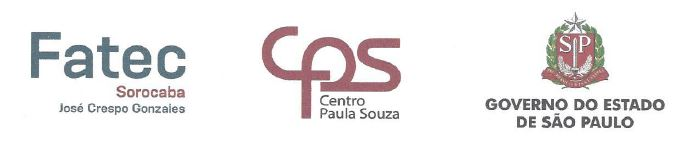 Fatec
Sorocaba
José Crespo Gonzales
cps
Centro
Paula Souza
SP
GOVERNO DO ESTADO
DE SÃO PAULO